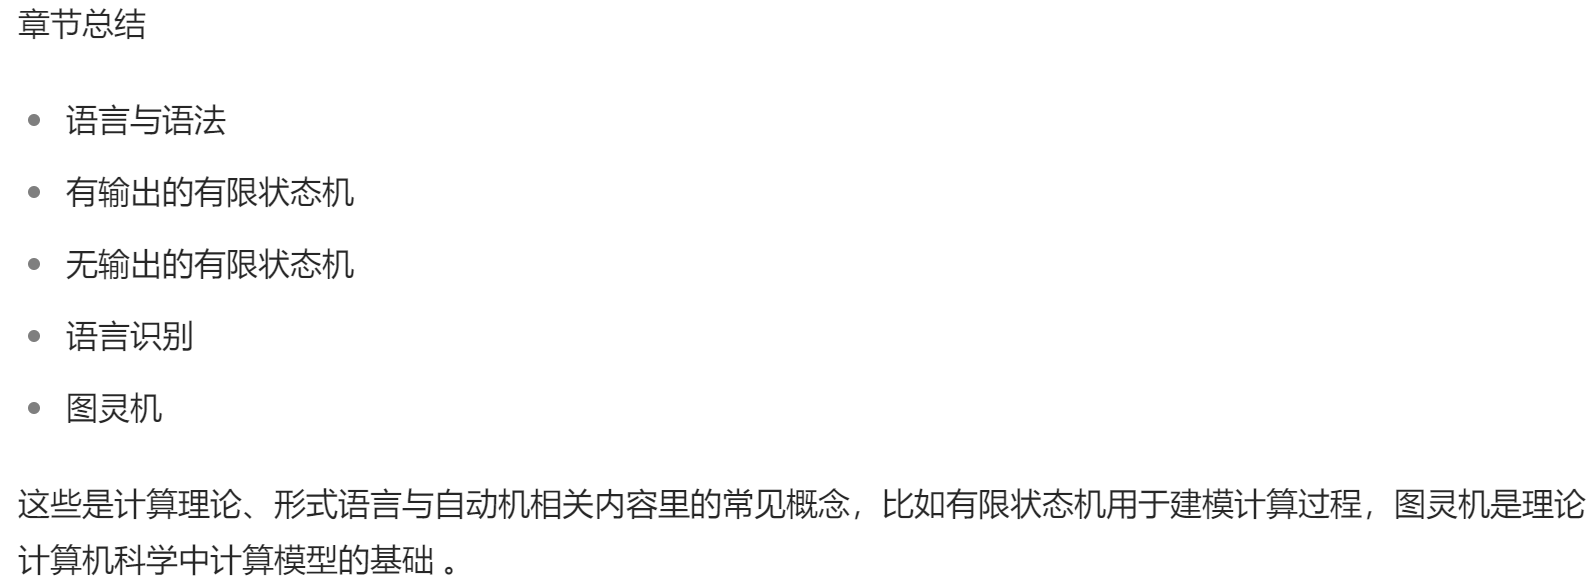 章节总结
语言与语法
有输出的有限状态机
无输出的有限状态机
语言识别
图灵机
这些是计算理论、形式语言与自动机相关内容里的常见概念，比如有限状态机用于建模计算过程，图灵机是理论
计算机科学中计算模型的基础 。